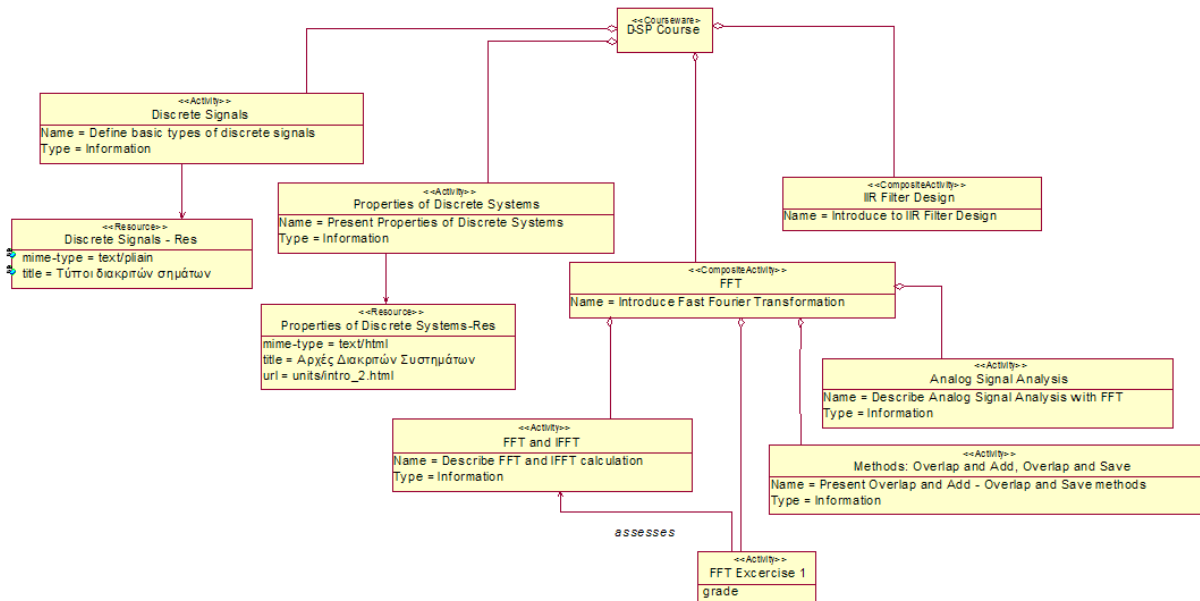 <<Courseware>>
DSP Course
<<Activity>>
Discrete Signals
Name = Define basic types of discrete signals
Type = Information
<<Activity>>
Properties of Discrete Systems
Name = Present Properties of Discrete Systems
Type = Information
<<CompositeActivity>>
IIR Filter Design
Name = Introduce to IIR Filter Design
<<Resource>>
Discrete Signals - Res
mime-type = text/pliain
title = Τύποι διακριτών σημάτων
<<CompositeActivity>>
FFT
Name = Introduce Fast Fourier Transformation
<<Resource>>
Properties of Discrete Systems-Res
mime-type = text/html
title = Αρχές Διακριτών Συστημάτων
url = units/intro_2.html
<<Activity>>
Analog Signal Analysis
Name = Describe Analog Signal Analysis with FFT
Type = Information
<<Activity>>
FFT and IFFT
Name = Describe FFT and IFFT calculation
Type = Information
<<Activity>>
Methods: Overlap and Add, Overlap and Save
Name = Present Overlap and Add - Overlap and Save methods
Type = Information
assesses
<<Activity>>
FFT Excercise 1
grade